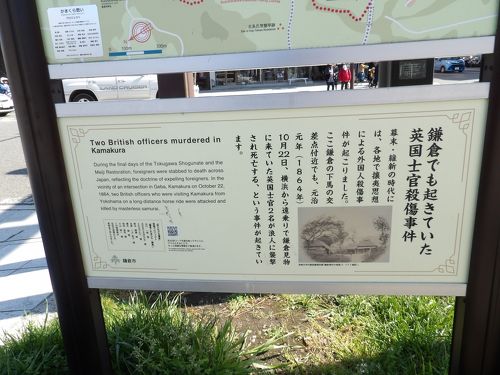 LAND CRUISER
Two British officers murdered in
Kamakura
During the final days of the Tokugawa Shogunate and the
Meiji Restoration, foreigners were stabbed to death across
Japan, reflecting the doctrine of expelling foreigners. In the
vicinity of an intersection in Geba, Kamakura on October 22,
1864, two British officers who were visiting Kamakura from
Yokohama on a long distance horse ride were attacked and
killed by masterless samurai.
鎌倉でも起きていた
英国士官殺傷事件
幕末・維新の時代に
は、各地で攘夷思想
による外国人殺傷事
件が起こりました。
ここ鎌倉の下馬の交
差点付近でも、元治
元年(1864年)
10月22日、横浜から遠乗りで鎌倉見物
に来ていた英国士官2名が浪人に襲撃
され死亡する、という事件が起きてい
ます。
鎌倉市